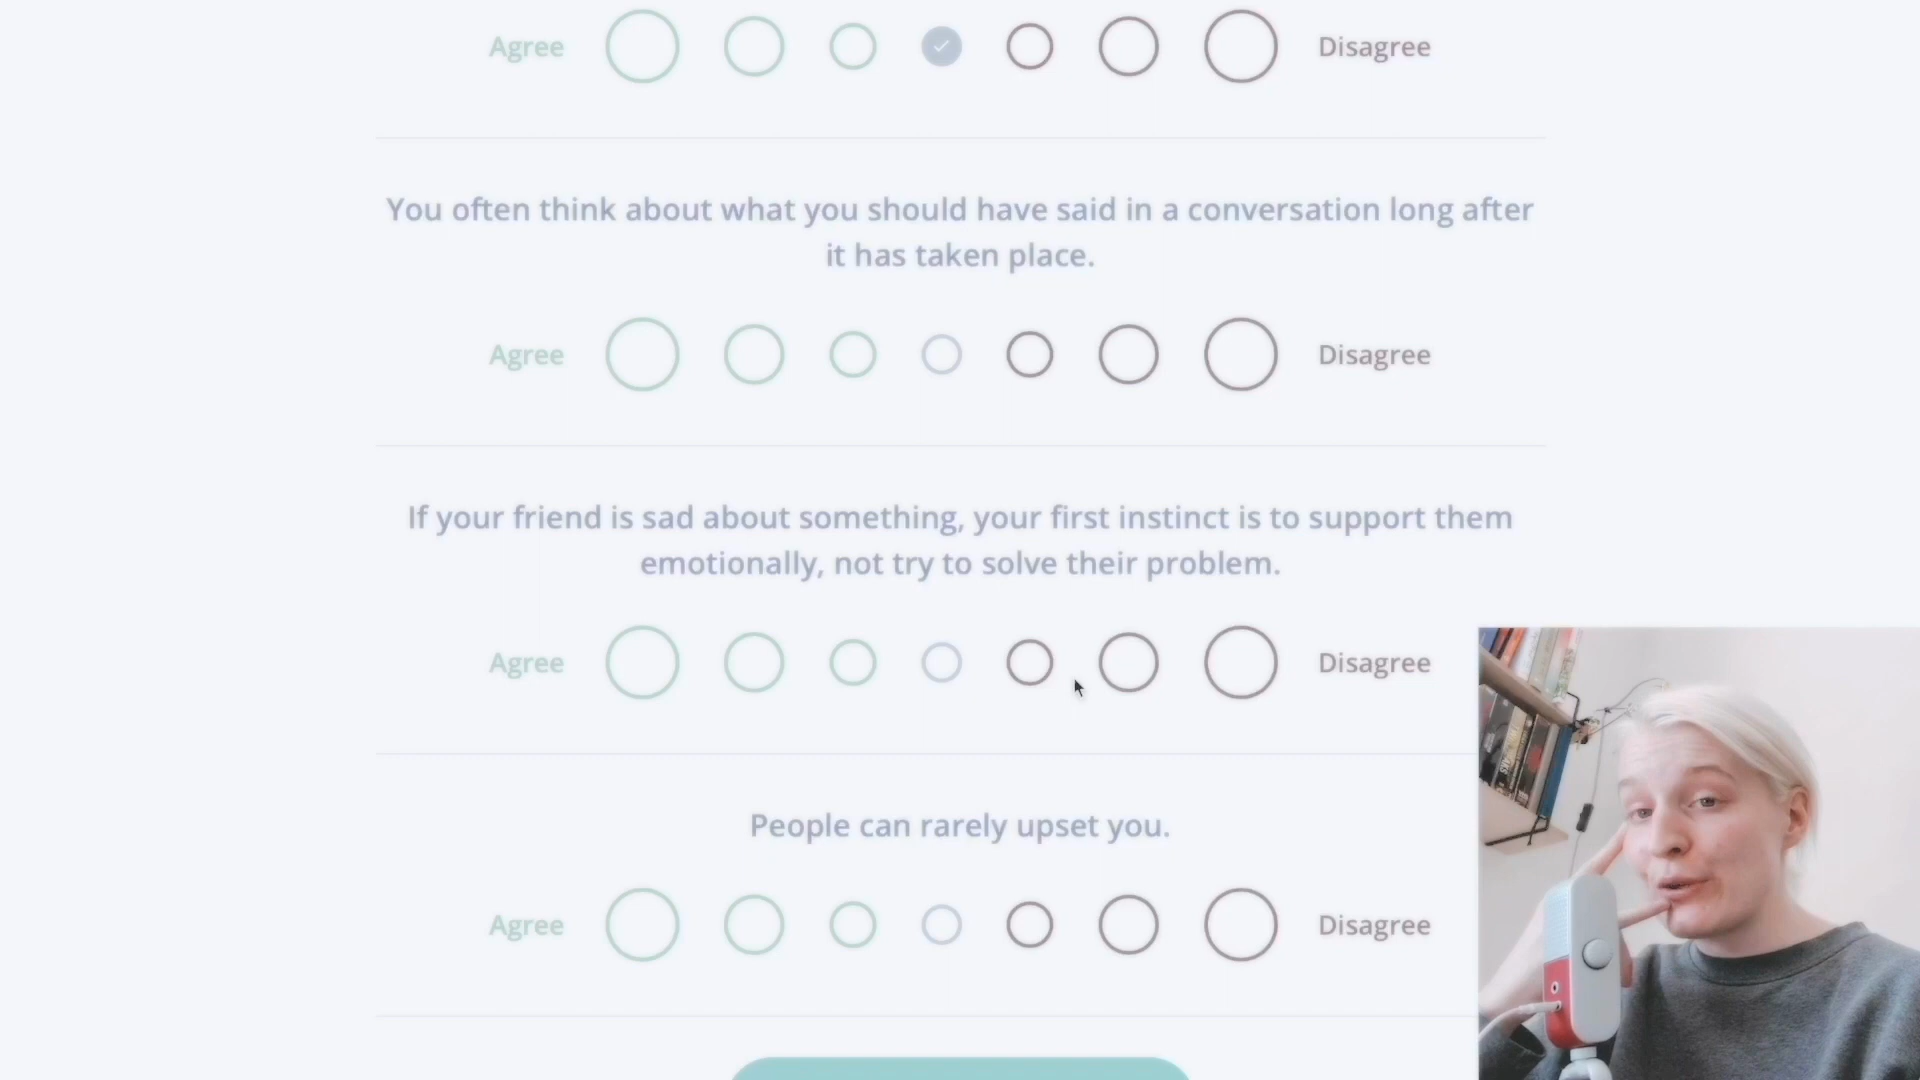 Agree Disagree
You often think about what you should have said in a conversation long after
it has taken place.
Agree Disagree
If your friend is sad about something, your first instinct is to support them
emotionally, not try to solve their problem.
Agree Disagree
People can rarely upset you.
Agree Disagree